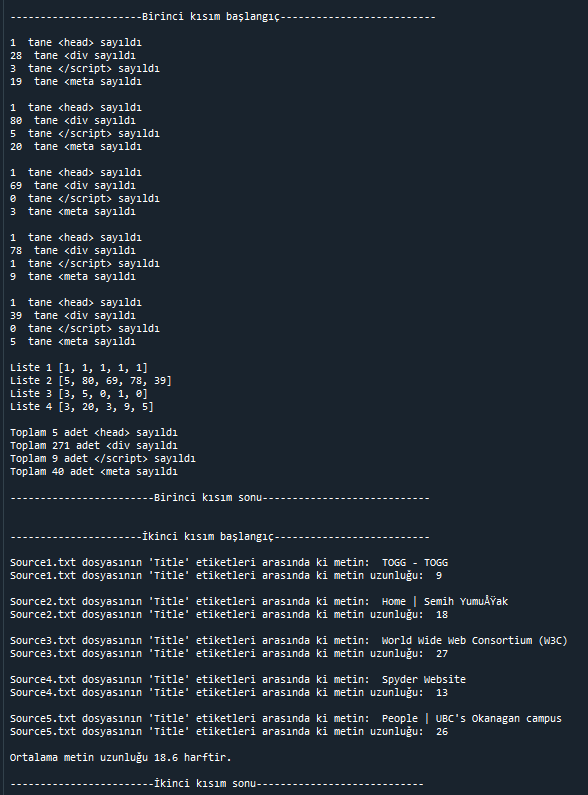 ----------------------Birinci kısım başlangıç--------------------------
1  tane <head> sayıldı
28  tane <div sayıldı
3  tane </script> sayıldı
19  tane <meta sayıldı
1  tane <head> sayıldı
80  tane <div sayıldı
5  tane </script> sayıldı
20  tane <meta sayıldı
1  tane <head> sayıldı
69  tane <div sayıldı
0  tane </script> sayıldı
3  tane <meta sayıldı
1  tane <head> sayıldı
78  tane <div sayıldı
1  tane </script> sayıldı
9  tane <meta sayıldı
1  tane <head> sayıldı
39  tane <div sayıldı
0  tane </script> sayıldı
5  tane <meta sayıldı
Liste 1 [1, 1, 1, 1, 1]
Liste 2 [5, 80, 69, 78, 39]
Liste 3 [3, 5, 0, 1, 0]
Liste 4 [3, 20, 3, 9, 5]
Toplam 5 adet <head> sayıldı
Toplam 271 adet <div sayıldı
Toplam 9 adet </script> sayıldı
Toplam 40 adet <meta sayıldı
------------------------Birinci kısım sonu----------------------------
----------------------İkinci kısım başlangıç--------------------------
Source1.txt dosyasının 'Title' etiketleri arasında ki metin:  TOGG - TOGG
Source1.txt dosyasının 'Title' etiketleri arasında ki metin uzunluğu:  9
Source2.txt dosyasının 'Title' etiketleri arasında ki metin:  Home | Semih YumuÅŸak
Source2.txt dosyasının 'Title' etiketleri arasında ki metin uzunluğu:  18
Source3.txt dosyasının 'Title' etiketleri arasında ki metin:  World Wide Web Consortium (W3C)
Source3.txt dosyasının 'Title' etiketleri arasında ki metin uzunluğu:  27
Source4.txt dosyasının 'Title' etiketleri arasında ki metin:  Spyder Website
Source4.txt dosyasının 'Title' etiketleri arasında ki metin uzunluğu:  13
Source5.txt dosyasının 'Title' etiketleri arasında ki metin:  People | UBC's Okanagan campus
Source5.txt dosyasının 'Title' etiketleri arasında ki metin uzunluğu:  26
Ortalama metin uzunluğu 18.6 harftir.
------------------------İkinci kısım sonu----------------------------